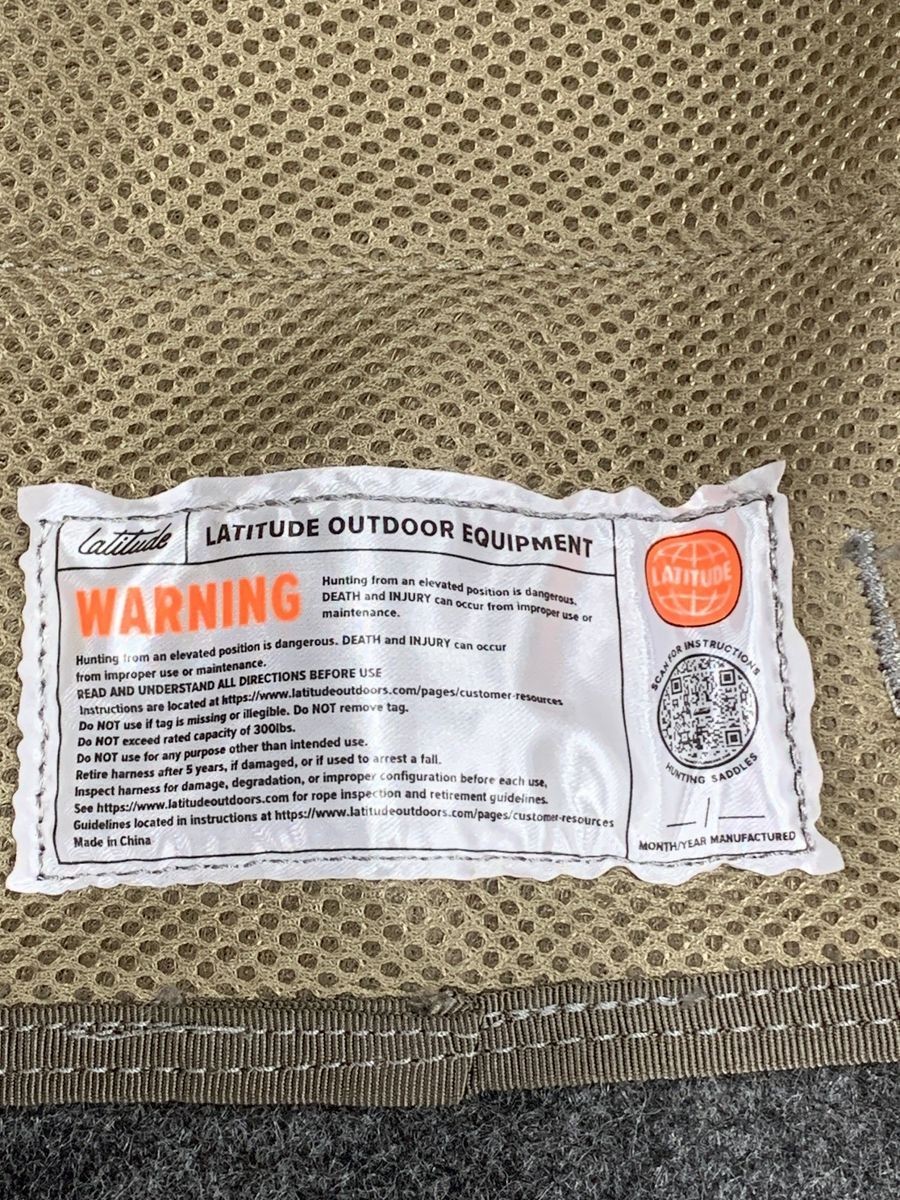 Latitude
LATITUDE OUTDOOR EQUIPMENT
WARNING
Hunting from an elevated position is dangerous.
DEATH and INJURY can occur from improper use or
maintenance.
Hunting from an elevated position is dangerous. DEATH and INJURY can occur
from improper use or maintenance.
READ AND UNDERSTAND ALL DIRECTIONS BEFORE USE
Instructions are located at https://www.latitudeoutdoors.com/pages/customer-resources
Do NOT use if tag is missing or illegible. Do NOT remove tag.
Do NOT exceed rated capacity of 300lbs.
Do NOT use for any purpose other than intended use.
Retire harness after 5 years, if damaged, or if used to arrest a fall.
Inspect harness for damage, degradation, or improper configuration before each use,
See https://www.latitudeoutdoors.com for rope inspection and retirement guidelines.
Guidelines located in instructions at https://www.latitudeoutdoors.com/pages/customer-resources
Made in China
LATITUDE
SCAN FOR INSTRUCTIONS
HUNTING SADDLES
__/__
MONTH/YEAR MANUFACTURED